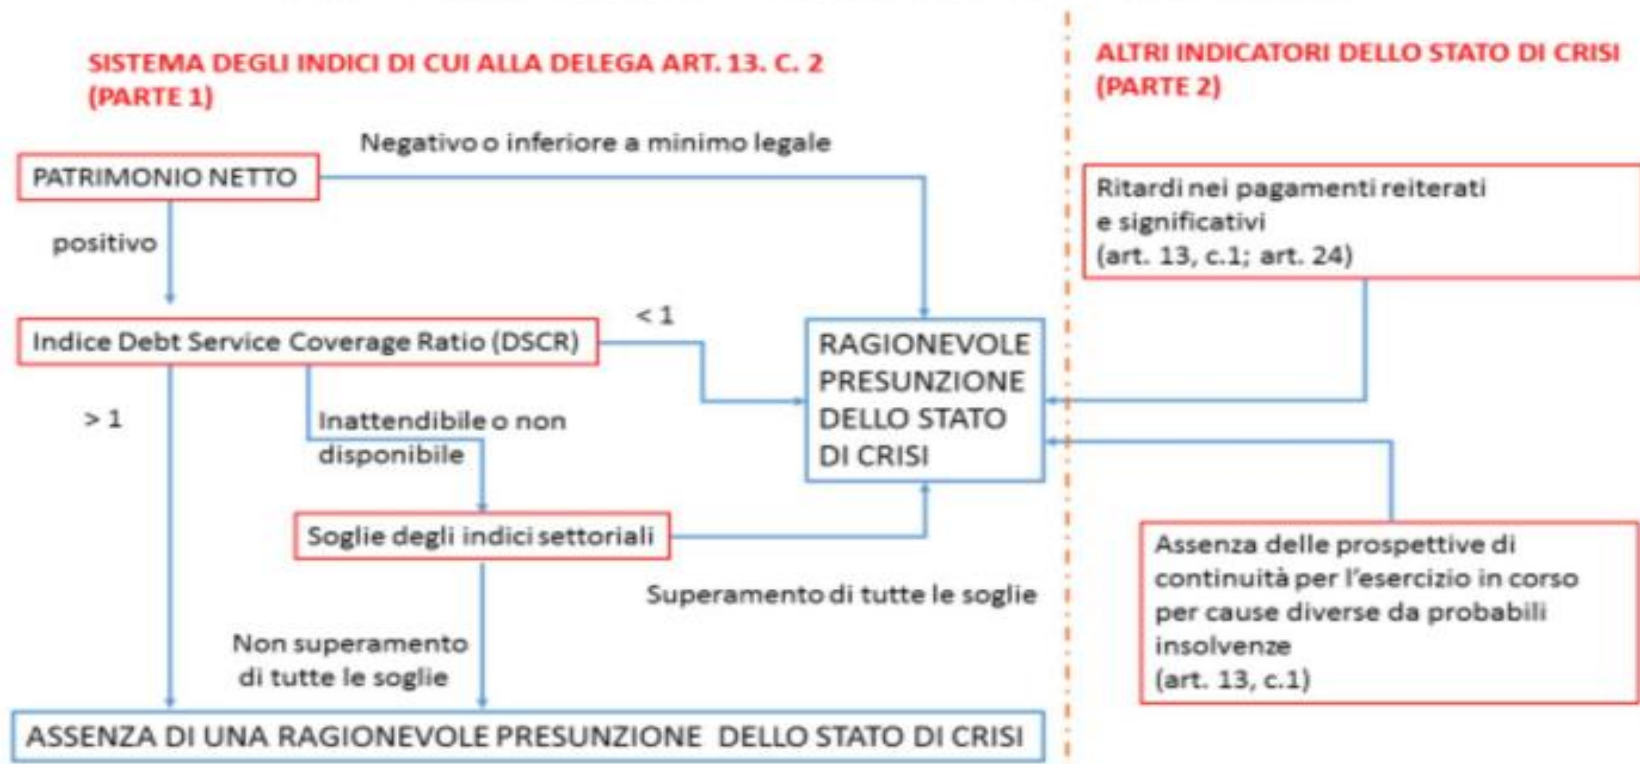 SISTEMA DEGLI INDICI DI CUI ALLA DELEGA ART. 13. C. 2
(PARTE 1)
ALTRI INDICATORI DELLO STATO DI CRISI
(PARTE 2)
Negativo o inferiore a minimo legale
PATRIMONIO NETTO
positivo
Ritardi nei pagamenti reiterati
e significativi
(art. 13, c.1; art. 24)
Indice Debt Service Coverage Ratio (DSCR)
< 1
RAGIONEVOLE
PRESUNZIONE
DELLO STATO
DI CRISI
> 1
Inattendibile o non
disponibile
Soglie degli indici settoriali
Superamento di tutte le soglie
Non superamento
di tutte le soglie
Assenza delle prospettive di
continuità per l'esercizio in corso
per cause diverse da probabili
insolvenze
(art. 13, c.1)
ASSENZA DI UNA RAGIONEVOLE PRESUNZIONE DELLO STATO DI CRISI